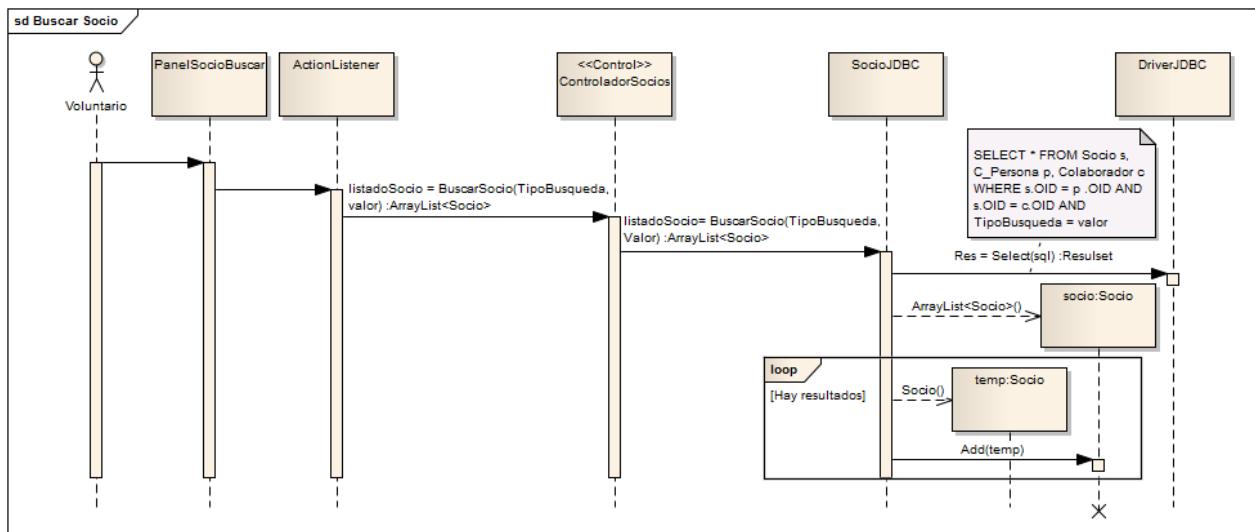 sd Buscar Socio
Voluntario
PanelSocioBuscar
ActionListener
<<Control>>
ControladorSocios
SocioJDBC
DriverJDBC
SELECT * FROM Socio s,
C_Persona p, Colaborador c
WHERE s.OID = p .OID AND
s.OID = c.OID AND
TipoBusqueda = valor
listadoSocio = BuscarSocio(TipoBusqueda,
valor) :ArrayList<Socio>
listadoSocio= BuscarSocio(TipoBusqueda,
Valor) :ArrayList<Socio>
Res = Select(sql) :Resulset
ArrayList<Socio>()
socio:Socio
loop
[Hay resultados]
Socio()
temp:Socio
Add(temp)